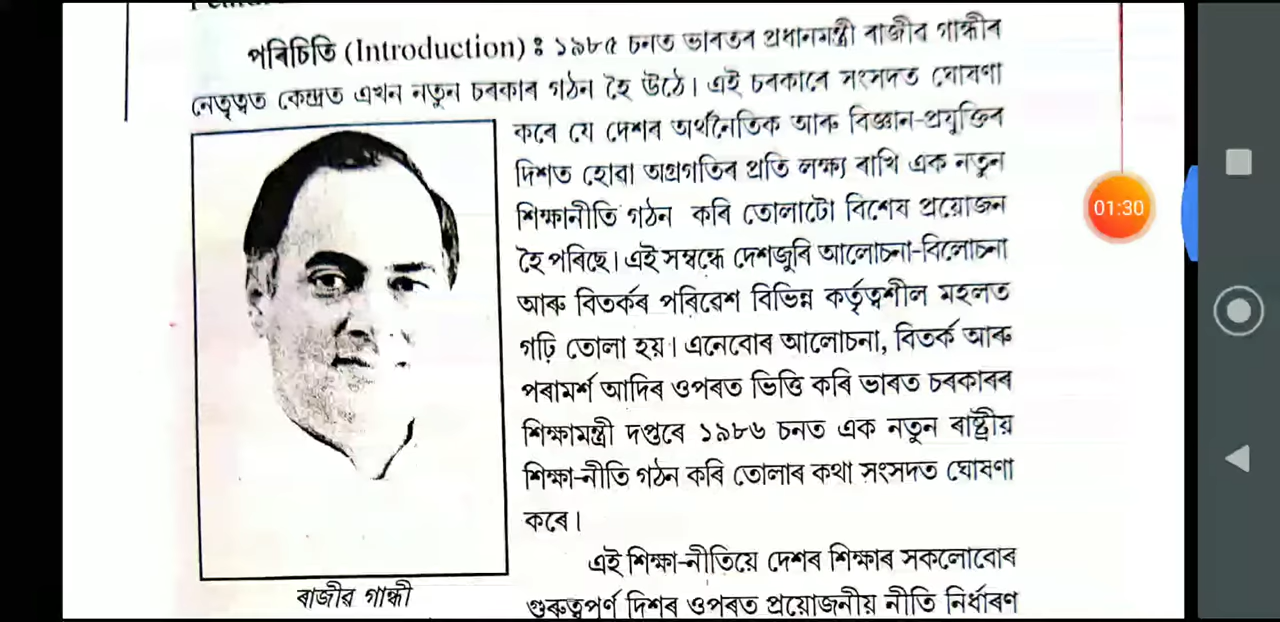 পৰিচিতি (Introduction) : ১৯৮৫ চনত ভাৰতৰ প্ৰধানমন্ত্ৰী ৰাজীৱ গান্ধীৰ
নেতৃত্বত কেন্দ্ৰত এখন নতুন চৰকাৰ গঠন হৈ উঠে। এই চৰকাৰে সংসদত ঘোষণা
কৰে যে দেশৰ অৰ্থনৈতিক আৰু বিজ্ঞান-প্ৰযুক্তিৰ
দিশত হোৱা অগ্ৰগতিৰ প্ৰতি লক্ষ্য ৰাখি এক নতুন
শিক্ষানীতি গঠন কৰি তোলাটো বিশেষ প্ৰয়োজন
হৈ পৰিছে। এই সম্বন্ধে দেশজুৰি আলোচনা-বিলোচনা
আৰু বিতৰ্কৰ পৰিৱেশ বিভিন্ন কৰ্তৃত্বশীল মহলত
গঢ়ি তোলা হয়। এনেবোৰ আলোচনা, বিতৰ্ক আৰু
পৰামৰ্শ আদিৰ ওপৰত ভিত্তি কৰি ভাৰত চৰকাৰৰ
শিক্ষামন্ত্ৰী দপ্তৰে ১৯৮৬ চনত এক নতুন ৰাষ্ট্ৰীয়
শিক্ষা-নীতি গঠন কৰি তোলাৰ কথা সংসদত ঘোষণা
কৰে।
এই শিক্ষা-নীতিয়ে দেশৰ শিক্ষাৰ সকলোবোৰ
গুৰুত্বপূৰ্ণ দিশৰ ওপৰত প্ৰয়োজনীয় নীতি নিৰ্ধাৰণ
ৰাজীৱ গান্ধী
01:30